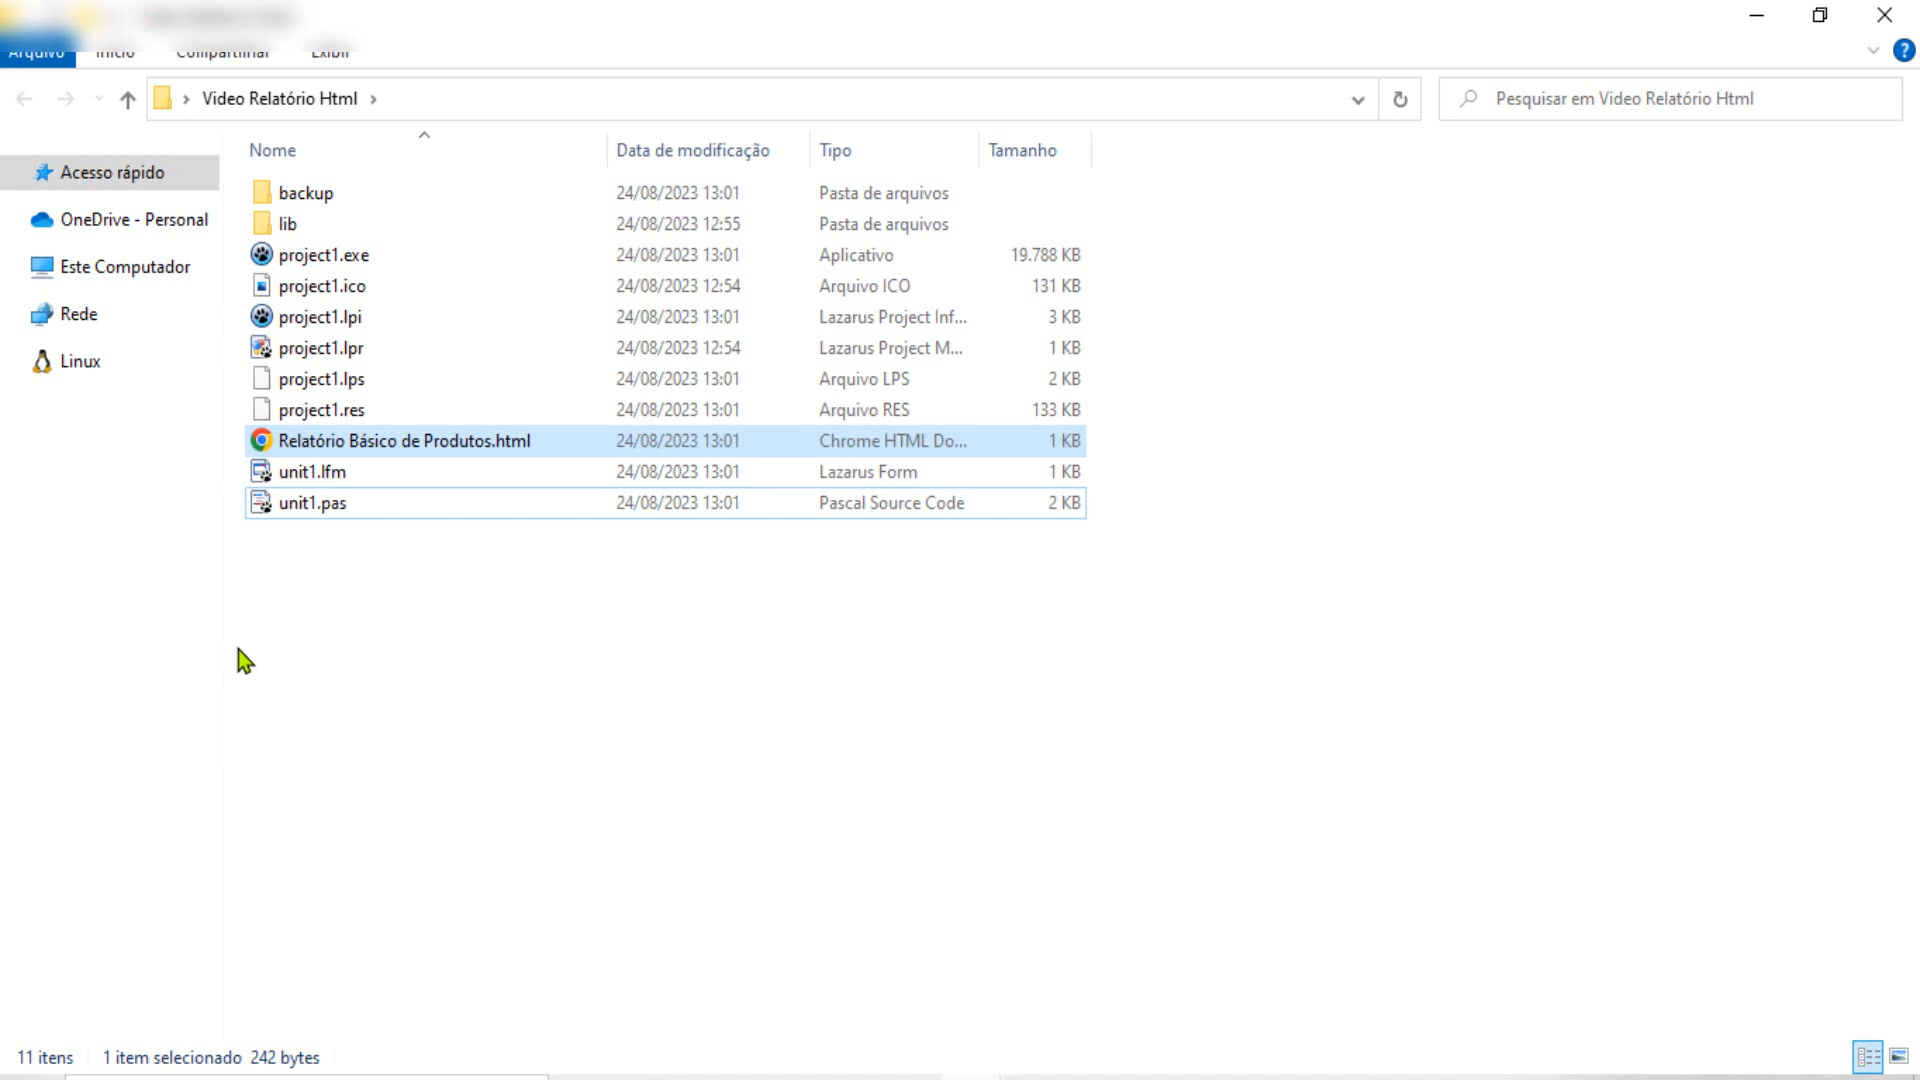 Arquivo Início Compartilhar Exibir
?
Video Relatório Html
Pesquisar em Video Relatório Html
Nome Data de modificação Tipo Tamanho
Acesso rápido
OneDrive - Personal
Este Computador
Rede
Linux
backup 24/08/2023 13:01 Pasta de arquivos
lib 24/08/2023 12:55 Pasta de arquivos
project1.exe 24/08/2023 13:01 Aplicativo 19.788 KB
project1.ico 24/08/2023 12:54 Arquivo ICO 131 KB
project1.lpi 24/08/2023 13:01 Lazarus Project Inf... 3 KB
project1.lpr 24/08/2023 12:54 Lazarus Project M... 1 KB
project1.lps 24/08/2023 13:01 Arquivo LPS 2 KB
project1.res 24/08/2023 13:01 Arquivo RES 133 KB
Relatório Básico de Produtos.html 24/08/2023 13:01 Chrome HTML Do... 1 KB
unit1.lfm 24/08/2023 13:01 Lazarus Form 1 KB
unit1.pas 24/08/2023 13:01 Pascal Source Code 2 KB
11 itens 1 item selecionado 242 bytes